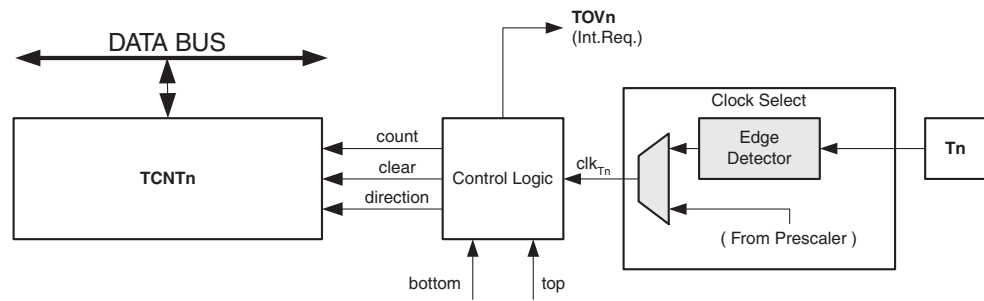 DATA BUS
TOVn
(Int.Req.)
TCNTn
count
clear
direction
Control Logic
bottom
top
Clock Select
Edge
Detector
clkTn
( From Prescaler )
Tn